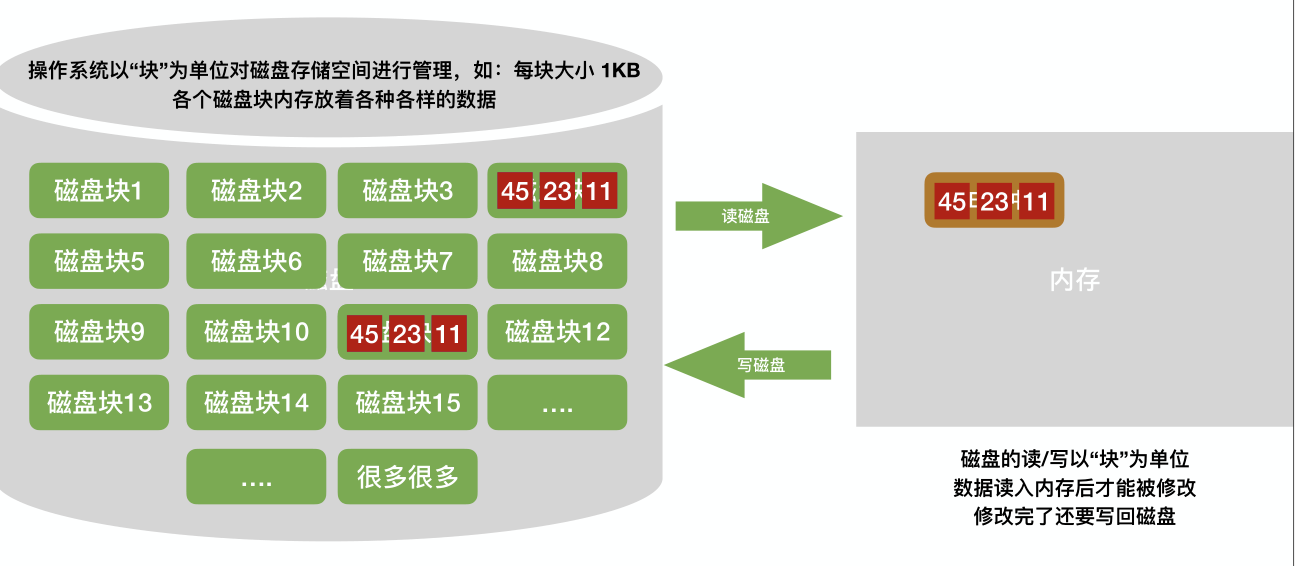 操作系统以“块”为单位对磁盘存储空间进行管理，如：每块大小 1KB
各个磁盘块内存放着各种各样的数据
磁盘块1 磁盘块2 磁盘块3 45 23 11
磁盘块5 磁盘块6 磁盘块7 磁盘块8
磁盘块9 磁盘块10 45 23 11 磁盘块12
磁盘块13 磁盘块14 磁盘块15 ....
.... 很多很多
读磁盘
写磁盘
45 23 11
内存
磁盘的读/写以“块”为单位
数据读入内存后才能被修改
修改完了还要写回磁盘